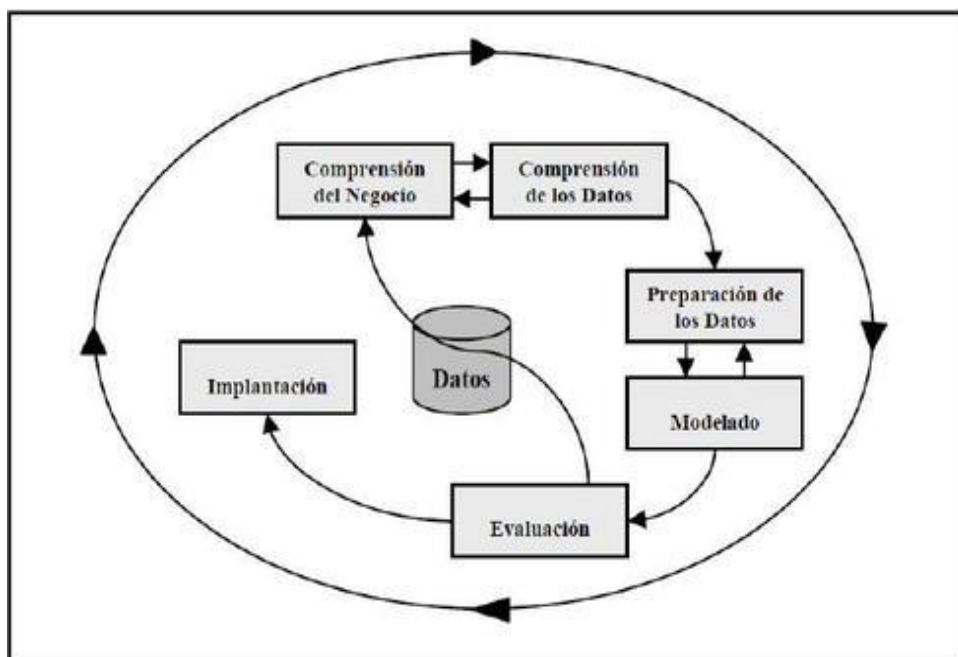 Comprensión
del Negocio
Comprensión
de los Datos
Preparación de
los Datos
Modelado
Evaluación
Implantación
Datos